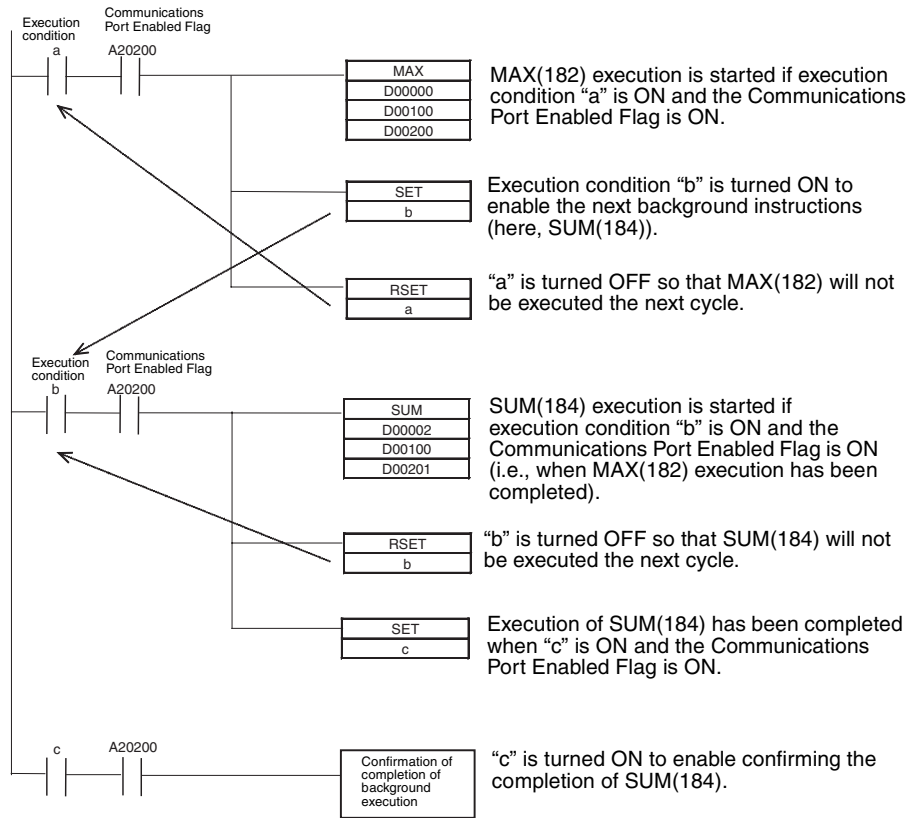 Execution
condition
a
Communications
Port Enabled Flag
A20200
MAX
D00000
D00100
D00200
MAX(182) execution is started if execution
condition “a” is ON and the Communications
Port Enabled Flag is ON.
SET
b
Execution condition “b” is turned ON to
enable the next background instructions
(here, SUM(184)).
RSET
a
“a” is turned OFF so that MAX(182) will not
be executed the next cycle.
Execution
condition
b
Communications
Port Enabled Flag
A20200
SUM
D00002
D00100
D00201
SUM(184) execution is started if
execution condition “b” is ON and the
Communications Port Enabled Flag is ON
(i.e., when MAX(182) execution has been
completed).
RSET
b
“b” is turned OFF so that SUM(184) will not
be executed the next cycle.
SET
c
Execution of SUM(184) has been completed
when “c” is ON and the Communications
Port Enabled Flag is ON.
c
A20200
Confirmation of
completion of
background
execution
“c” is turned ON to enable confirming the
completion of SUM(184).